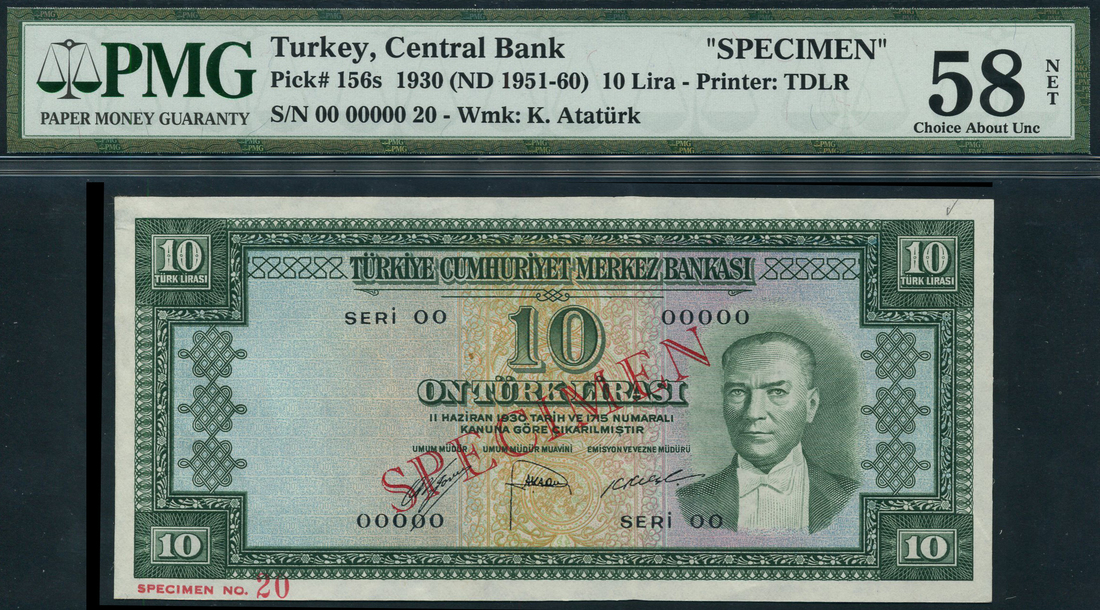 PMG
PAPER MONEY GUARANTY
Turkey, Central Bank "SPECIMEN"
Pick# 156s 1930 (ND 1951-60) 10 Lira - Printer: TDLR
S/N 00 00000 20 - Wmk: K. Atatürk
58
NET
Choice About Unc
10
TÜRK LİRASI
10
TÜRK LİRASI
TÜRKİYE CUMHURİYET MERKEZ BANKASI
SERİ 00
00000
10
ON TÜRK LİRASI
11 HAZİRAN 1930 TARİH VE 1715 NUMARALI
KANUNA GÖRE ÇIKARILMIŞTIR
UMUM MÜDÜR UMUM MÜDÜR MUAVİNİ EMİSYON VE VEZNE MÜDÜRÜ
SPECIMEN
00000
SERİ 00
10
10
SPECIMEN NO. 20